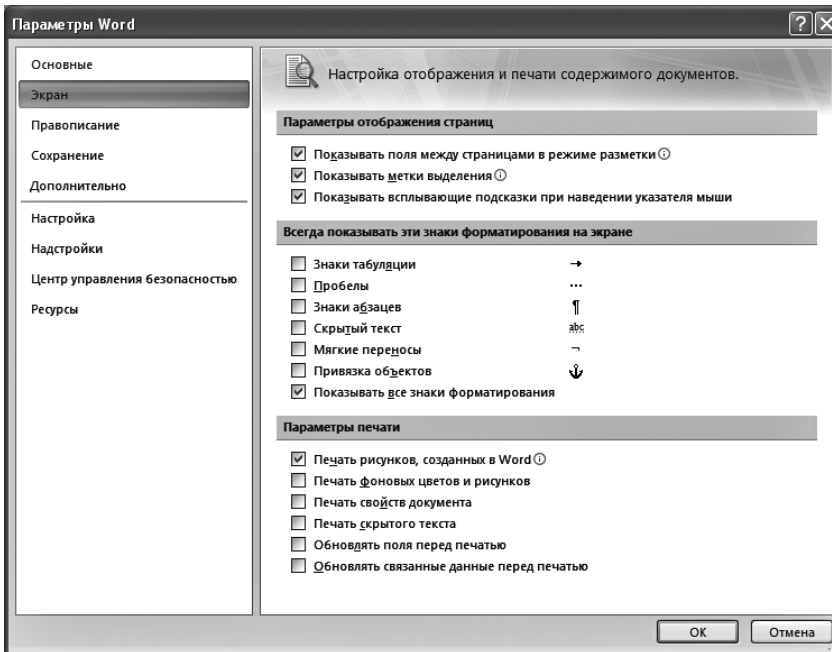 Параметры Word
Основные
Экран
Правописание
Сохранение
Дополнительно
Настройка
Надстройки
Центр управления безопасностью
Ресурсы
Настройка отображения и печати содержимого документов.
Параметры отображения страниц
Показывать поля между страницами в режиме разметки
Показывать метки выделения
Показывать всплывающие подсказки при наведении указателя мыши
Всегда показывать эти знаки форматирования на экране
Знаки табуляции →
Пробелы ...
Знаки абзацев ¶
Скрытый текст abc
Мягкие переносы ¬
Привязка объектов
Показывать все знаки форматирования
Параметры печати
Печать рисунков, созданных в Word
Печать фоновых цветов и рисунков
Печать свойств документа
Печать скрытого текста
Обновлять поля перед печатью
Обновлять связанные данные перед печатью
ОК Отмена